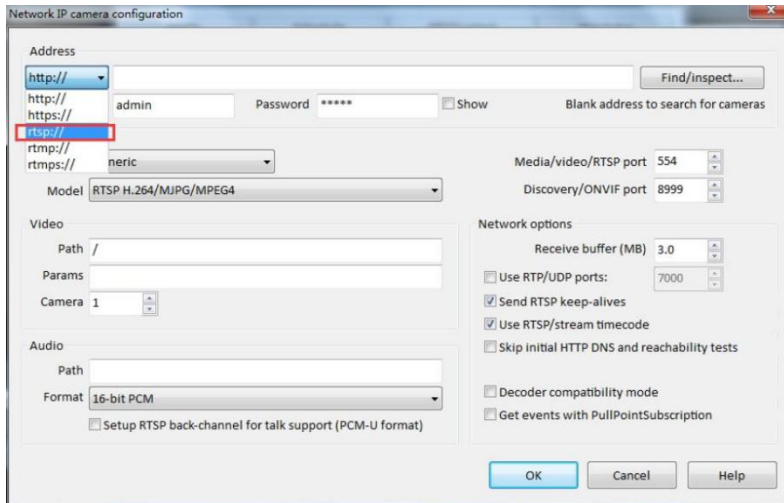 Network IP camera configuration
Address
http://
Find/inspect...
http://
https://
rtsp://
rtmp://
rtmps://
admin
Password *****
Show
Blank address to search for cameras
neric
Media/video/RTSP port 554
Model RTSP H.264/MJPG/MPEG4
Discovery/ONVIF port 8999
Video
Path /
Params
Camera 1
Network options
Receive buffer (MB) 3.0
Use RTP/UDP ports: 7000
Send RTSP keep-alives
Use RTSP/stream timecode
Skip initial HTTP DNS and reachability tests
Decoder compatibility mode
Get events with PullPointSubscription
Audio
Path
Format 16-bit PCM
Setup RTSP back-channel for talk support (PCM-U format)
OK
Cancel
Help